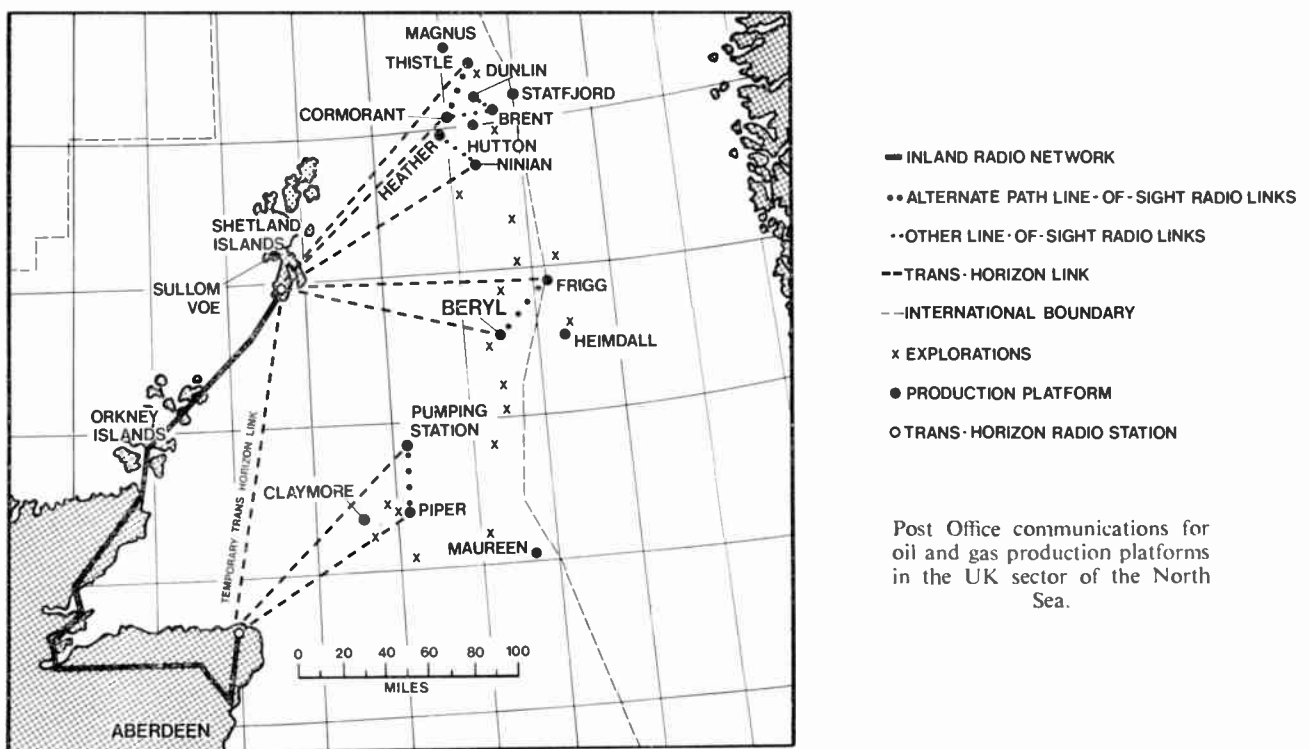 MAGNUS
THISTLE
DUNLIN
STATFJORD
CORMORANT
BRENT
HUTTON
NINIAN
HEATHER
SHETLAND
ISLANDS
SULLOM
VOE
FRIGG
BERYL
HEIMDALL
ORKNEY
ISLANDS
PUMPING
STATION
TEMPORARY TRANS HORIZON LINK
CLAYMORE
PIPER
MAUREEN
0 20 40 60 80 100
MILES
ABERDEEN
INLAND RADIO NETWORK
ALTERNATE PATH LINE-OF-SIGHT RADIO LINKS
OTHER LINE-OF-SIGHT RADIO LINKS
TRANS-HORIZON LINK
INTERNATIONAL BOUNDARY
x EXPLORATIONS
PRODUCTION PLATFORM
TRANS-HORIZON RADIO STATION
Post Office communications for
oil and gas production platforms
in the UK sector of the North
Sea.